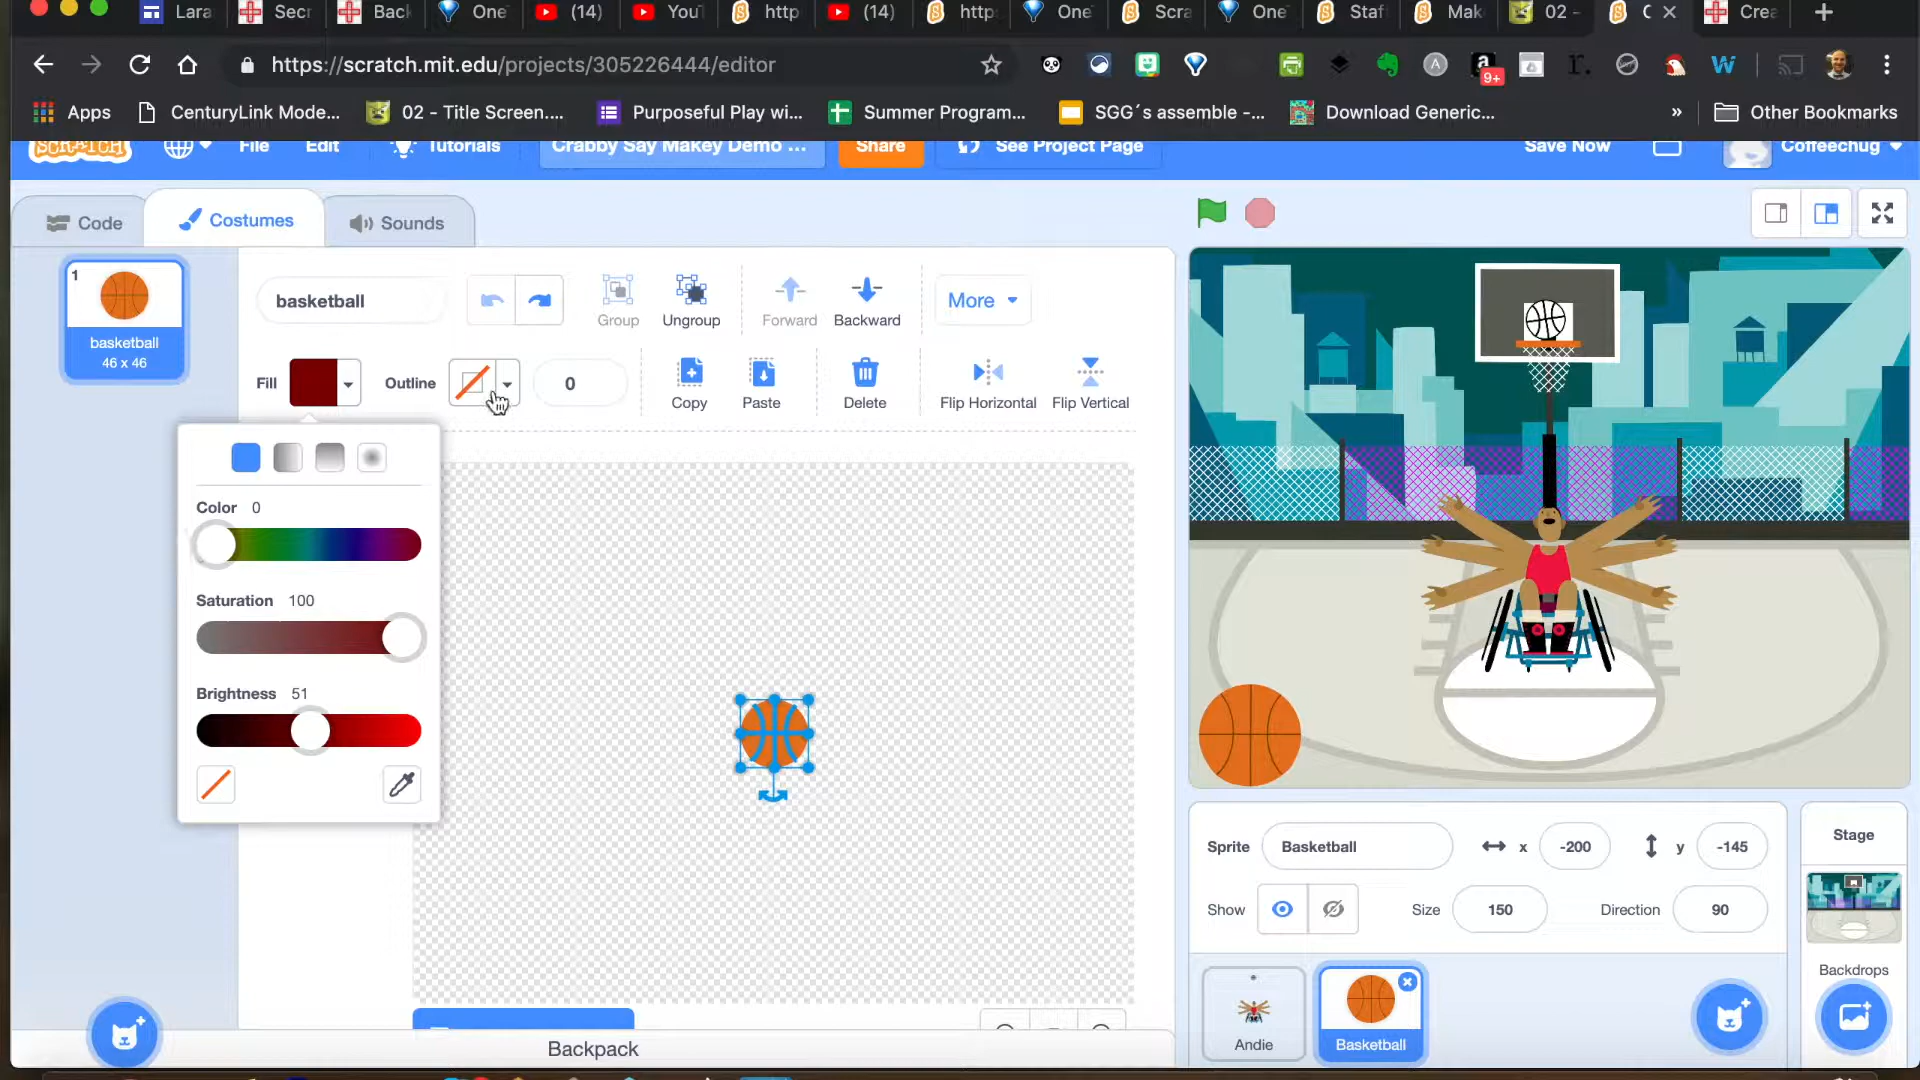 Lara
Secr
Back
One
(14)
You
http
(14)
http
One
Scra
One
Staf
Mak
02 -
C
Crea
https://scratch.mit.edu/projects/305226444/editor
9+
Apps
CenturyLink Mode...
02 - Title Screen....
Purposeful Play wi...
Summer Program...
SGG´s assemble -...
Download Generic...
»
Other Bookmarks
SCRATCH
File
Edit
Tutorials
Crabby Say Makey Demo ...
Share
See Project Page
Save Now
Coffeechug
Code
Costumes
Sounds
1
basketball
46 x 46
basketball
Group
Ungroup
Forward
Backward
More
Fill
Outline
0
Copy
Paste
Delete
Flip Horizontal
Flip Vertical
Color 0
Saturation 100
Brightness 51
Backpack
Sprite
Basketball
x
-200
y
-145
Show
Size
150
Direction
90
Andie
Basketball
Stage
Backdrops